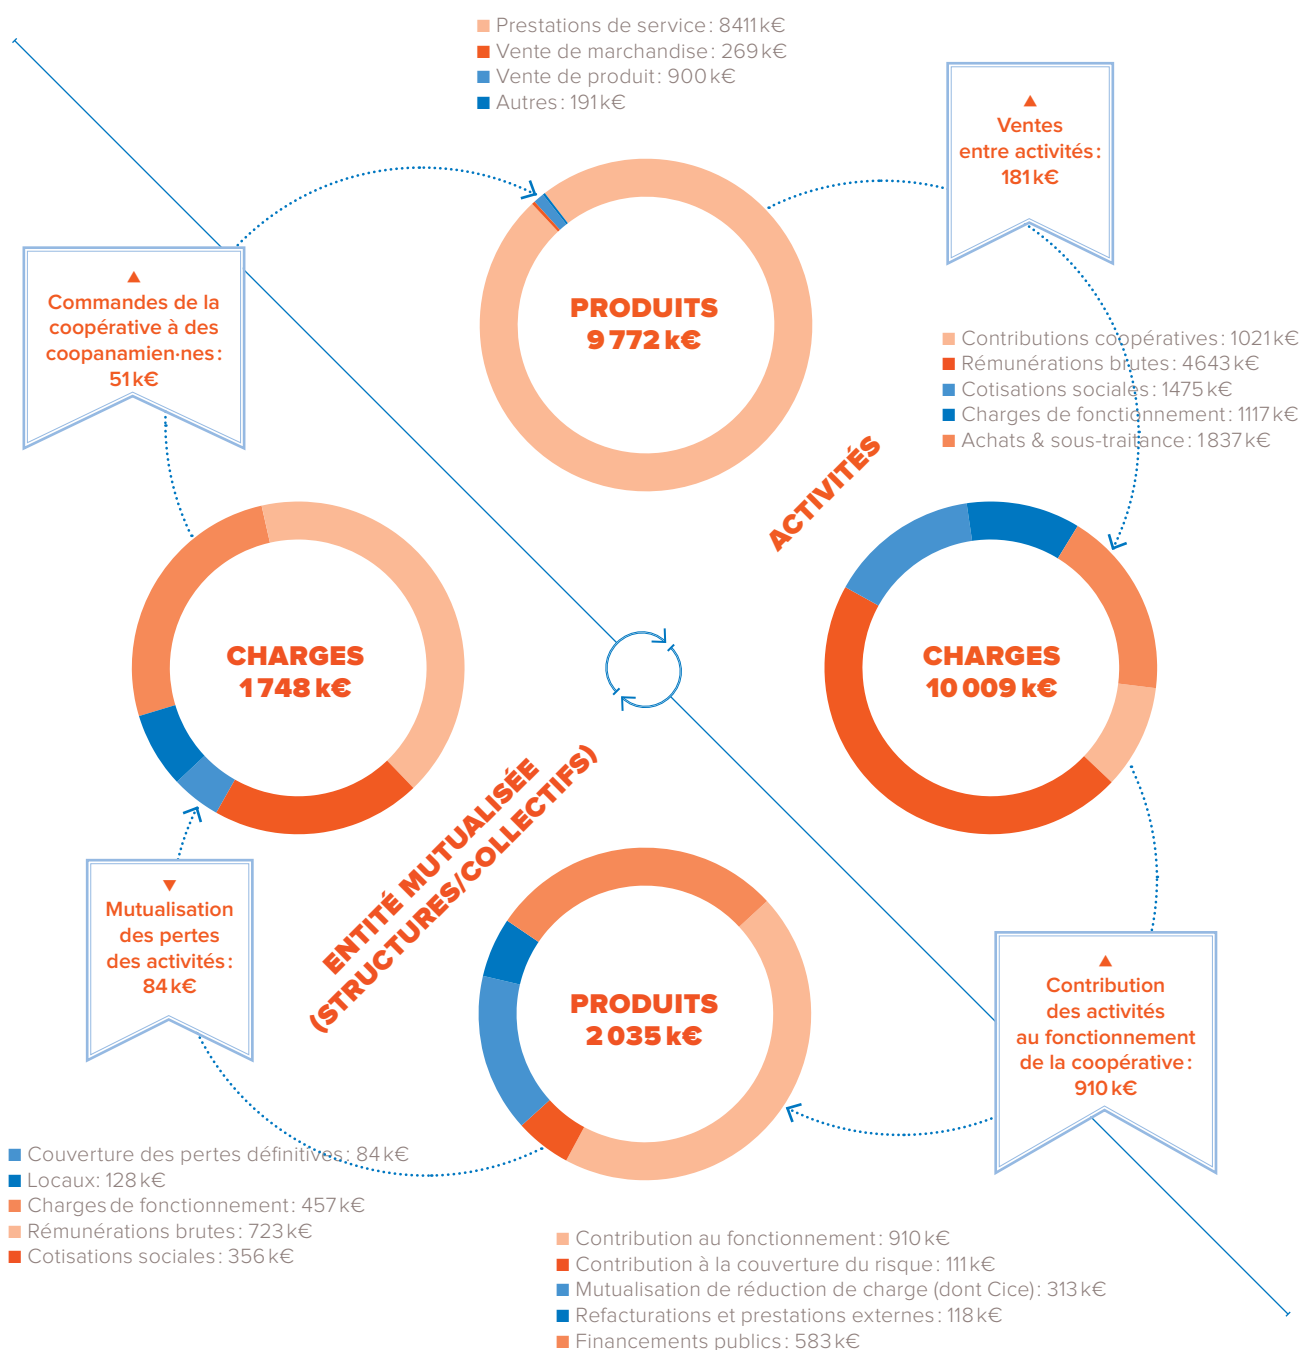 Prestations de service : 8411 k€
Vente de marchandise : 269 k€
Vente de produit : 900 k€
Autres : 191 k€
▲
Ventes
entre activités :
181 k€
▲
Commandes de la
coopérative à des
coopanamien·nes :
51 k€
PRODUITS
9 772 k€
Contributions coopératives : 1021 k€
Rémunérations brutes : 4643 k€
Cotisations sociales : 1475 k€
Charges de fonctionnement : 1117 k€
Achats & sous-traitance : 1837 k€
ACTIVITÉS
CHARGES
1 748 k€
CHARGES
10 009 k€
ENTITÉ MUTUALISÉE
(STRUCTURES/COLLECTIFS)
▼
Mutualisation
des pertes
des activités :
84 k€
PRODUITS
2 035 k€
▲
Contribution
des activités
au fonctionnement
de la coopérative :
910 k€
Couverture des pertes définitives : 84 k€
Locaux : 128 k€
Charges de fonctionnement : 457 k€
Rémunérations brutes : 723 k€
Cotisations sociales : 356 k€
Contribution au fonctionnement : 910 k€
Contribution à la couverture du risque : 111 k€
Mutualisation de réduction de charge (dont Cice) : 313 k€
Refacturations et prestations externes : 118 k€
Financements publics : 583 k€